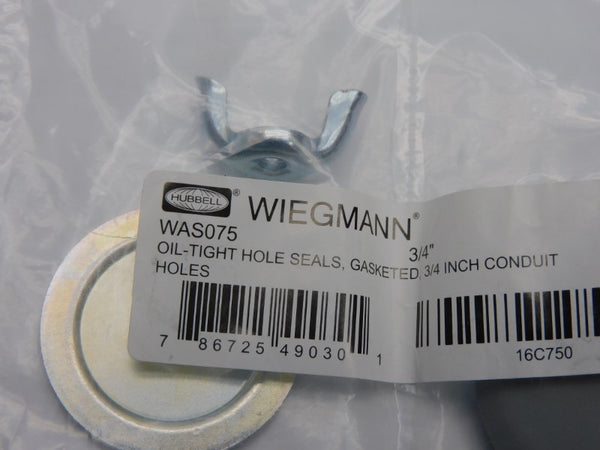 HUBBELL® WIEGMANN®
WAS075
3/4"
OIL-TIGHT HOLE SEALS, GASKETED, 3/4 INCH CONDUIT
HOLES
7 86725 49030 1
16C750